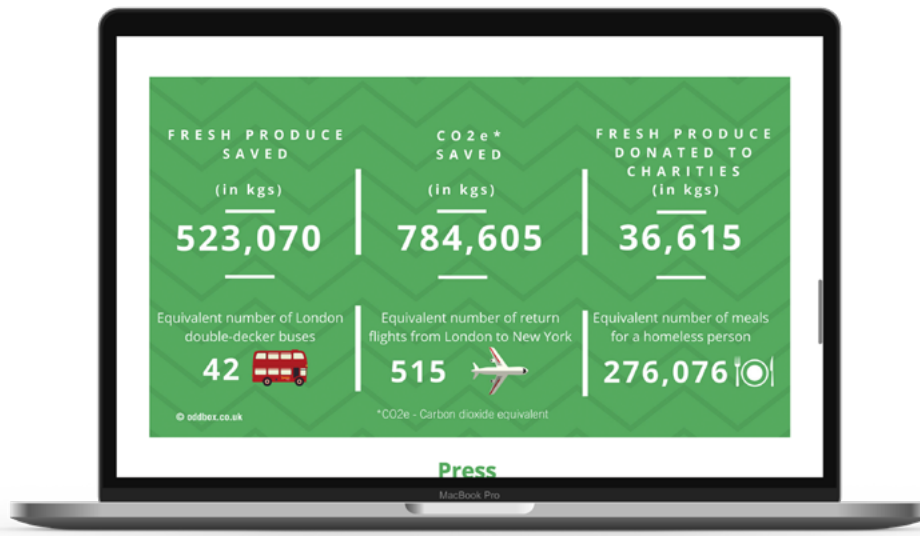 FRESH PRODUCE
SAVED
(in kgs)
523,070
Equivalent number of London
double-decker buses
42
© oddbox.co.uk
CO2e*
SAVED
(in kgs)
784,605
Equivalent number of return
flights from London to New York
515
*CO2e - Carbon dioxide equivalent
FRESH PRODUCE
DONATED TO
CHARITIES
(in kgs)
36,615
Equivalent number of meals
for a homeless person
276,076
Press
MacBook Pro